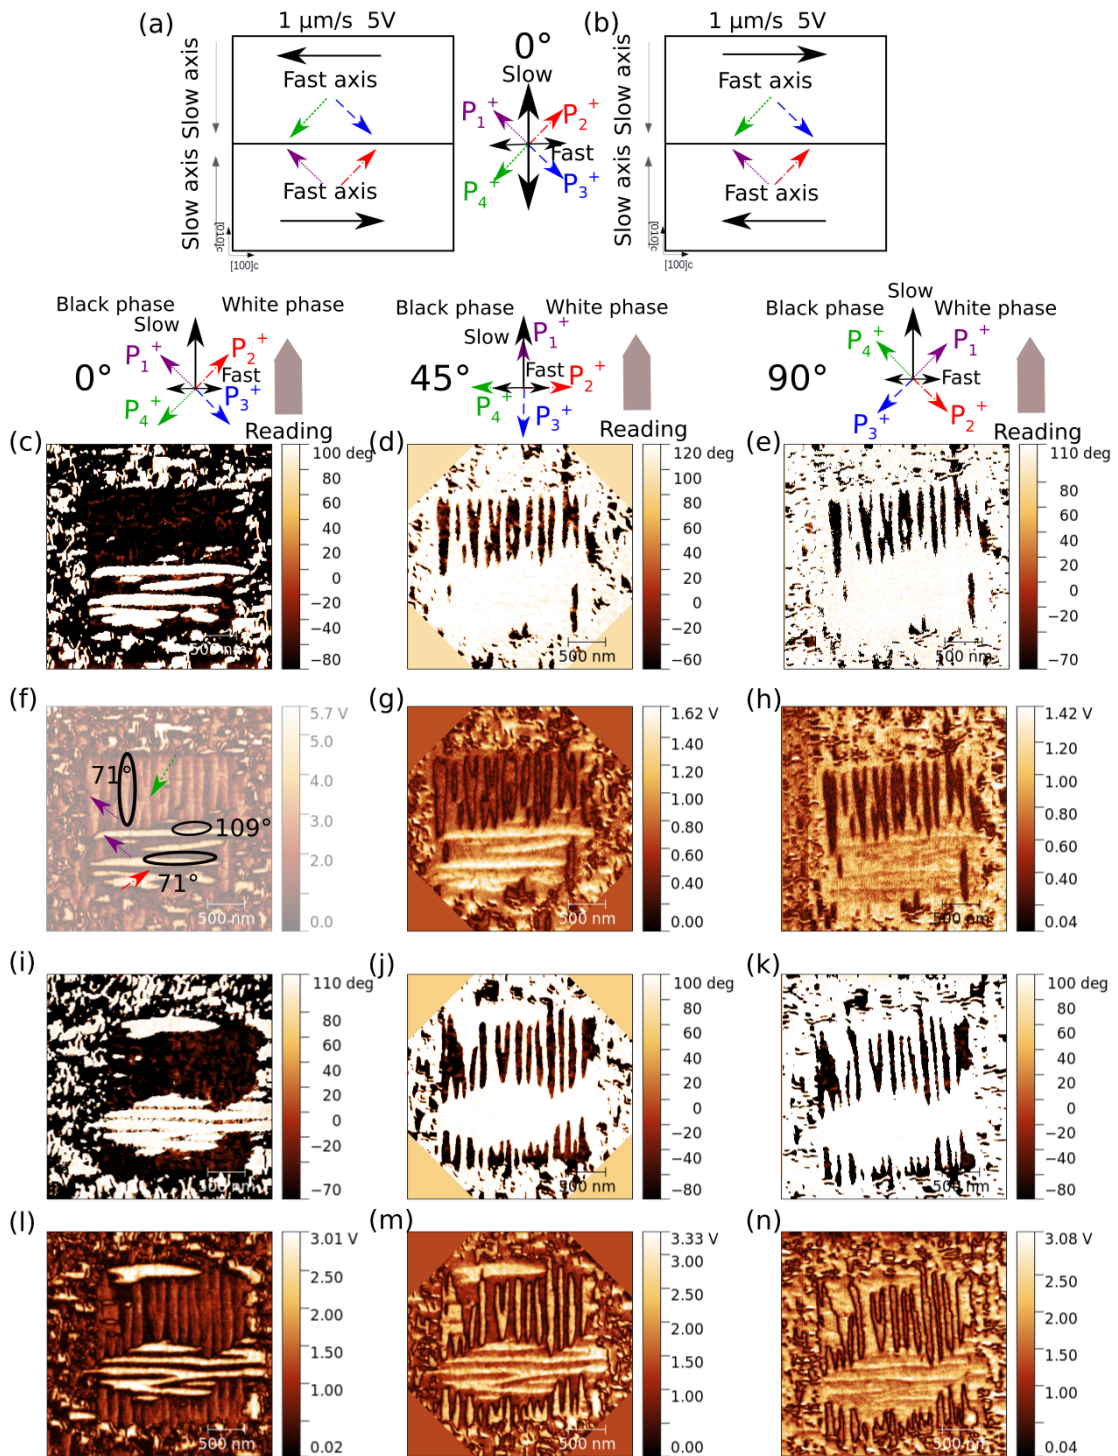 (a)
1 μm/s 5V
Slow axis
Fast axis
Slow axis
Fast axis
[010]c
[100]c
0°
Slow
P1+
P2+
Fast
P4+
P3+
(b)
1 μm/s 5V
Slow axis
Fast axis
Slow axis
Fast axis
[010]c
[100]c
Black phase
White phase
Slow
P1+
P2+
0°
Fast
P4+
P3+
Reading
Black phase
White phase
Slow
P1+
45°
Fast
P4+
P2+
P3+
Reading
Black phase
Slow
White phase
P4+
P1+
90°
Fast
P3+
P2+
Reading
(c)
100 deg
80
60
40
20
0
−20
−40
−60
−80
500 nm
(d)
120 deg
100
80
60
40
20
0
−20
−40
−60
500 nm
(e)
110 deg
80
60
40
20
0
−20
−70
500 nm
(f)
5.7 V
5.0
4.0
3.0
2.0
0.0
71°
109°
71°
500 nm
(g)
1.62 V
1.40
1.20
1.00
0.80
0.60
0.40
0.00
500 nm
(h)
1.42 V
1.00
0.80
0.60
0.40
0.04
500 nm
(i)
110 deg
80
60
40
20
0
−20
−40
−70
500 nm
(j)
100 deg
80
60
40
20
0
−20
−40
−60
−80
500 nm
(k)
100 deg
80
60
40
20
0
−20
−40
−60
−80
500 nm
(l)
3.01 V
2.50
2.00
1.50
1.00
0.02
500 nm
(m)
3.33 V
2.50
2.00
1.50
1.00
0.00
500 nm
(n)
3.08 V
2.50
2.00
1.50
1.00
0.04
500 nm